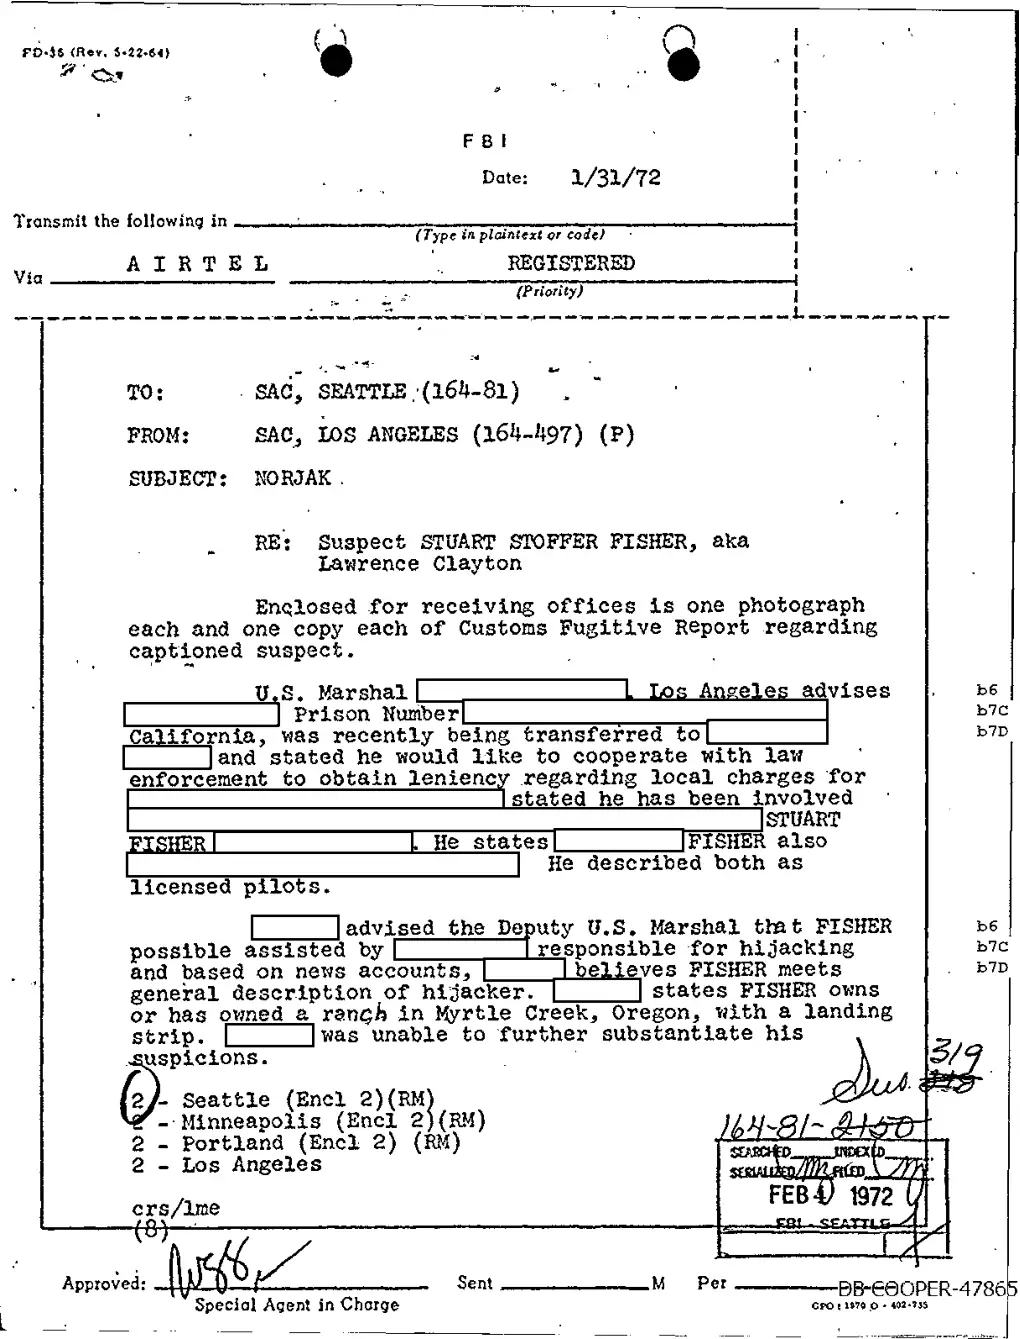 FD-36 (Rev. 5-22-64)
FBI
Date: 1/31/72
Transmit the following in
(Type in plaintext or code)
Via AIRTEL REGISTERED
(Priority)
TO: SAC, SEATTLE (164-81)
FROM: SAC, LOS ANGELES (164-497) (P)
SUBJECT: NORJAK
RE: Suspect STUART STOFFER FISHER, aka
Lawrence Clayton
Enclosed for receiving offices is one photograph
each and one copy each of Customs Fugitive Report regarding
captioned suspect.
U.S. Marshal , Los Angeles advises b6
Prison Number b7C
California, was recently being transferred to b7D
and stated he would like to cooperate with law
enforcement to obtain leniency regarding local charges for
stated he has been involved
STUART
FISHER . He states FISHER also
He described both as
licensed pilots.
advised the Deputy U.S. Marshal that FISHER b6
possible assisted by responsible for hijacking b7C
and based on news accounts, believes FISHER meets b7D
general description of hijacker. states FISHER owns
or has owned a ranch in Myrtle Creek, Oregon, with a landing
strip. was unable to further substantiate his
suspicions.
Sus. 319
2 - Seattle (Encl 2)(RM)
2 - Minneapolis (Encl 2)(RM)
2 - Portland (Encl 2) (RM)
2 - Los Angeles
164-81-2150
SEARCHED INDEXED
SERIALIZED FILED
FEB 1972
FBI - SEATTLE
crs/lme
(8)
Approved: Sent M Per
Special Agent in Charge
DB COOPER-47865
GPO : 1970 O - 402-735